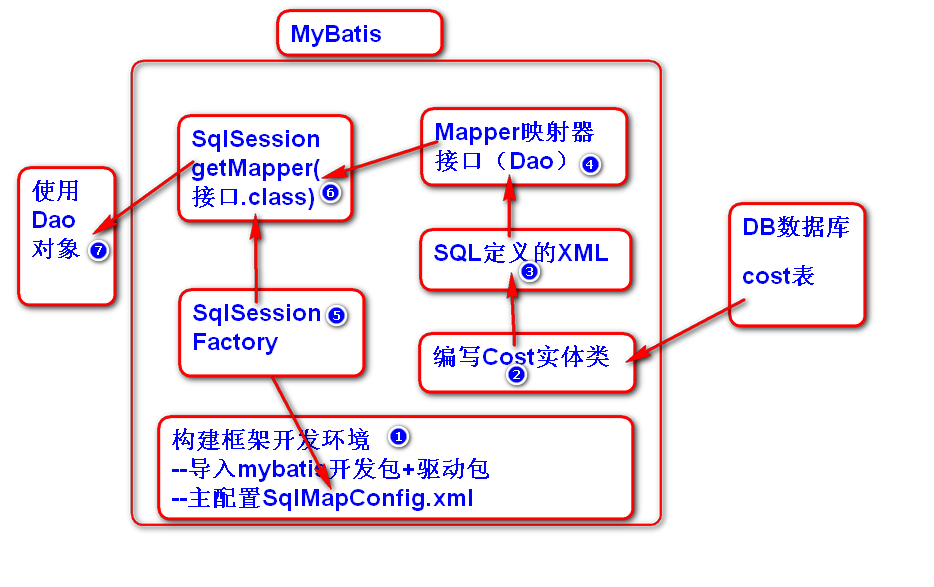 MyBatis
SqlSession
getMapper(
接口.class)
❻
Mapper映射器
接口（Dao）
❹
使用
Dao
对象
❼
SQL定义的XML
❸
DB数据库
cost表
SqlSession
Factory
❺
编写Cost实体类
❷
构建框架开发环境
❶
--导入mybatis开发包+驱动包
--主配置SqlMapConfig.xml